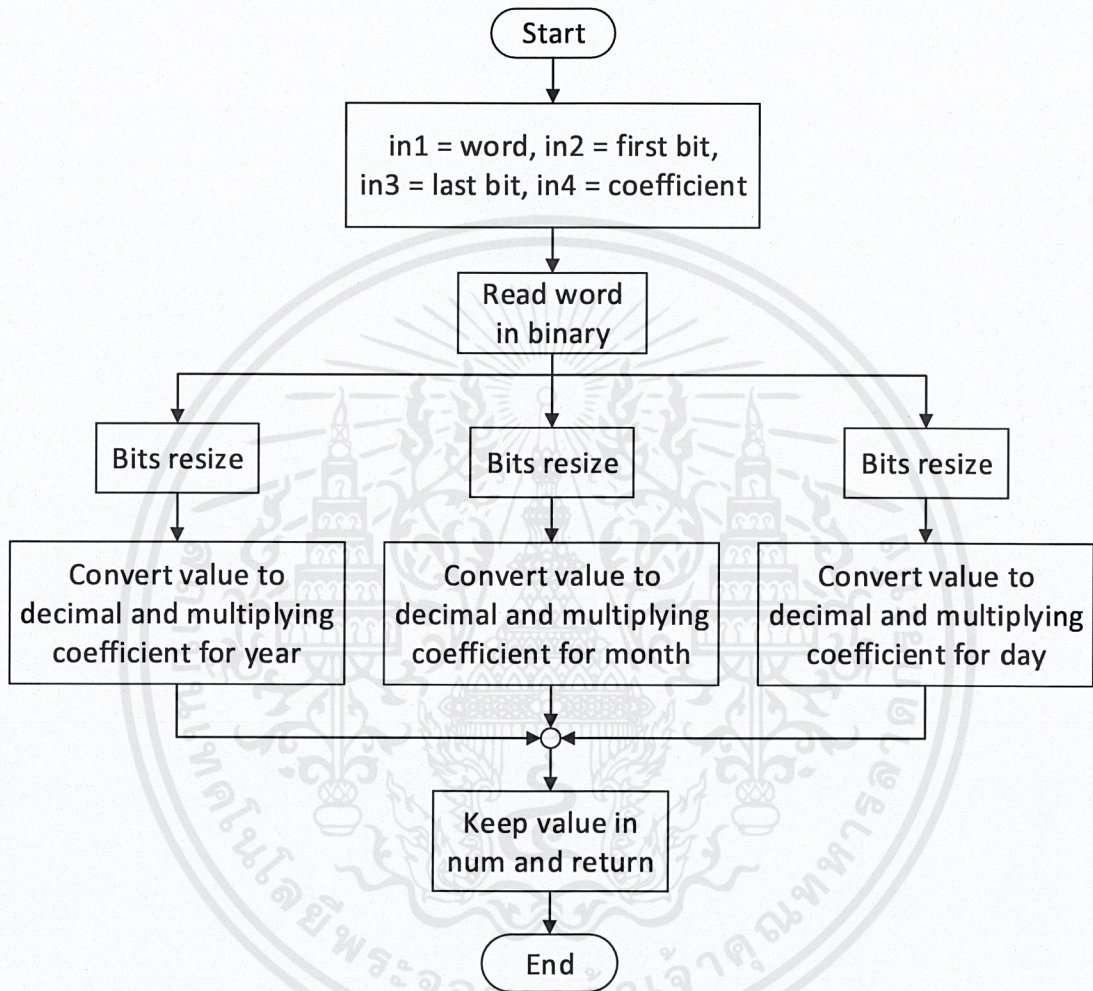 Start
in1 = word, in2 = first bit,
in3 = last bit, in4 = coefficient
Read word
in binary
Bits resize
Bits resize
Bits resize
Convert value to
decimal and multiplying
coefficient for year
Convert value to
decimal and multiplying
coefficient for month
Convert value to
decimal and multiplying
coefficient for day
Keep value in
num and return
End